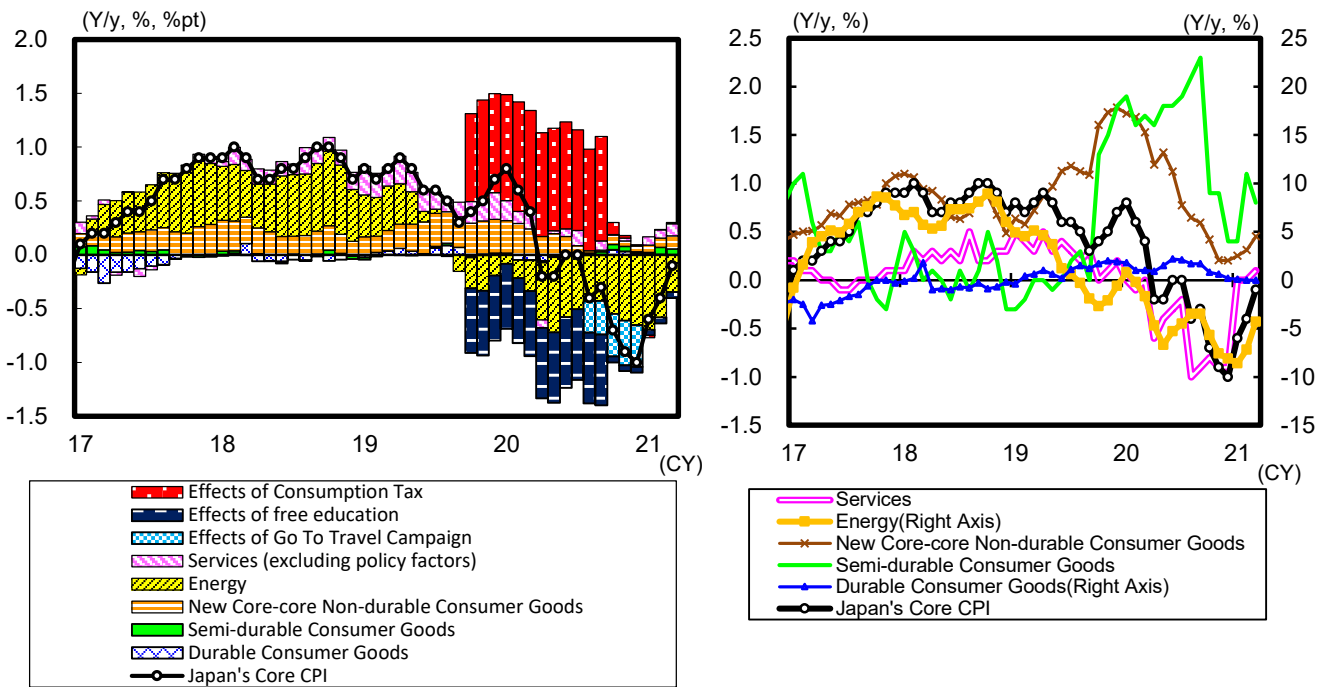 (Y/y, %, %pt)
2.0
1.5
1.0
0.5
0.0
-0.5
-1.0
-1.5
17 18 19 20 21
(CY)
Effects of Consumption Tax
Effects of free education
Effects of Go To Travel Campaign
Services (excluding policy factors)
Energy
New Core-core Non-durable Consumer Goods
Semi-durable Consumer Goods
Durable Consumer Goods
Japan's Core CPI
(Y/y, %) (Y/y, %)
2.5 25
2.0 20
1.5 15
1.0 10
0.5 5
0.0 0
-0.5 -5
-1.0 -10
-1.5 -15
17 18 19 20 21
(CY)
Services
Energy(Right Axis)
New Core-core Non-durable Consumer Goods
Semi-durable Consumer Goods
Durable Consumer Goods(Right Axis)
Japan's Core CPI